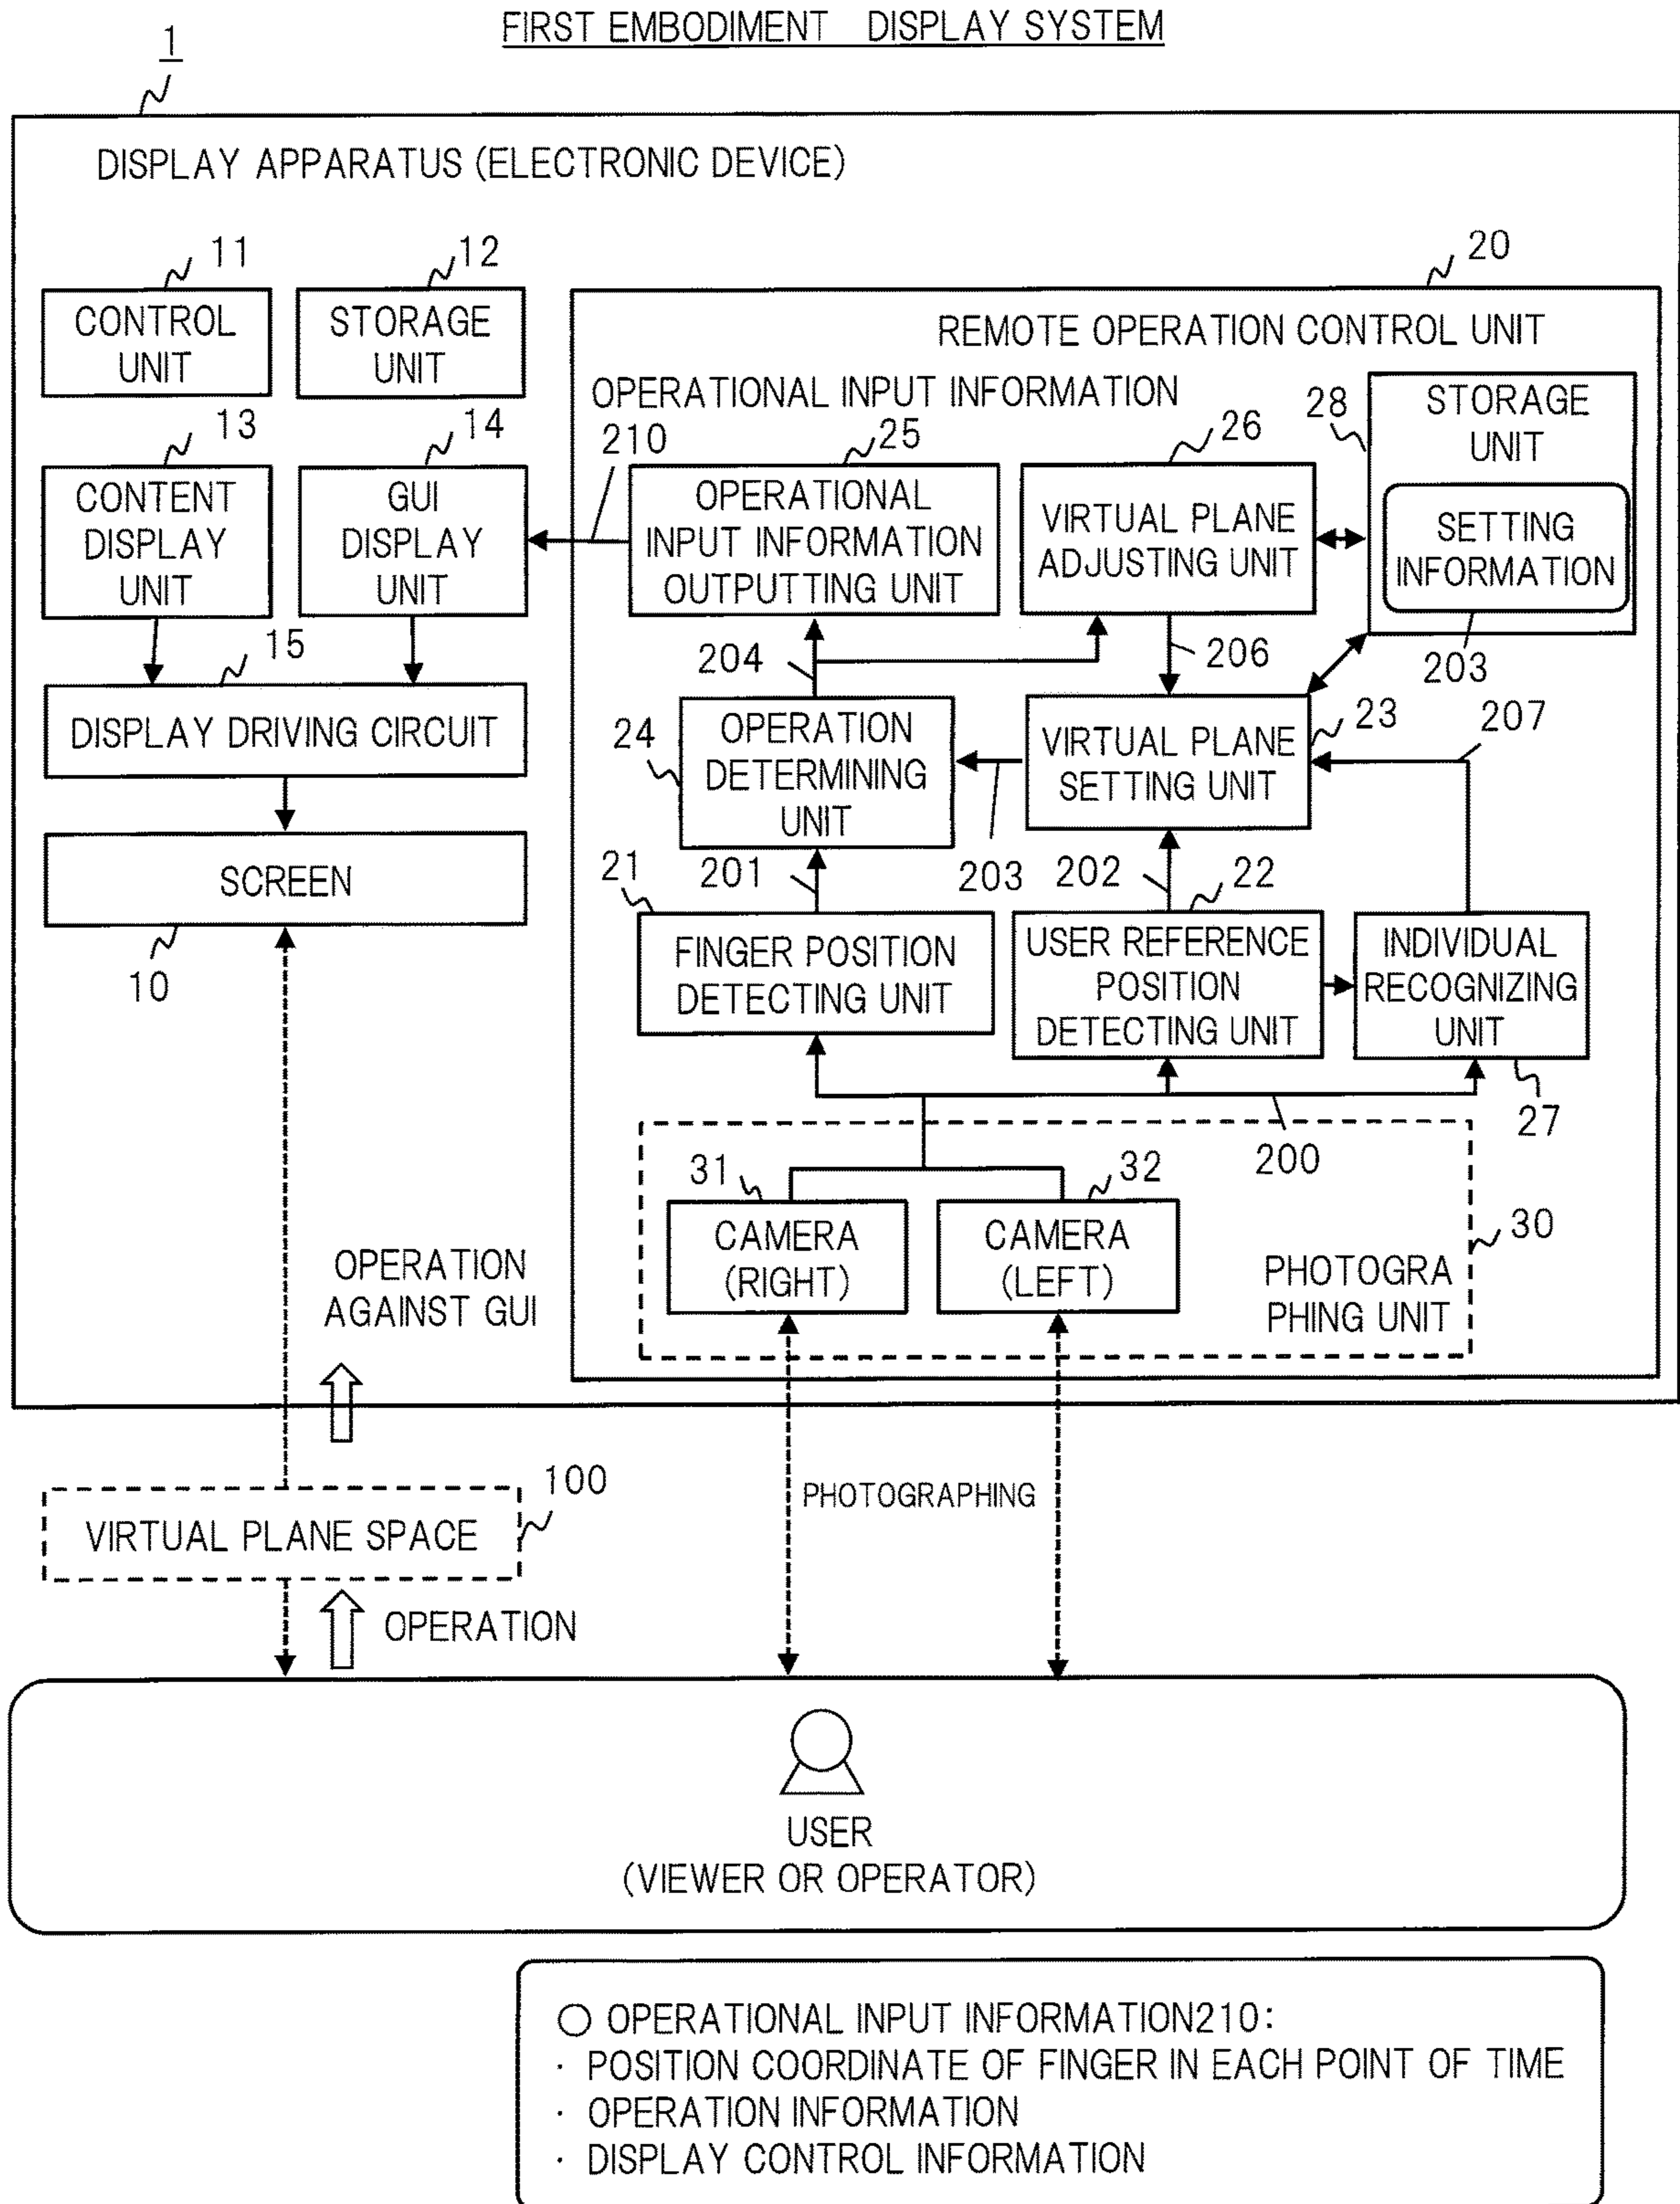 FIRST EMBODIMENT DISPLAY SYSTEM
1
DISPLAY APPARATUS (ELECTRONIC DEVICE)
11
CONTROL
UNIT
12
STORAGE
UNIT
13
CONTENT
DISPLAY
UNIT
14
GUI
DISPLAY
UNIT
15
DISPLAY DRIVING CIRCUIT
SCREEN
10
20
REMOTE OPERATION CONTROL UNIT
OPERATIONAL INPUT INFORMATION
210
25
OPERATIONAL
INPUT INFORMATION
OUTPUTTING UNIT
26
VIRTUAL PLANE
ADJUSTING UNIT
28
STORAGE
UNIT
SETTING
INFORMATION
203
204
206
207
24
OPERATION
DETERMINING
UNIT
203
23
VIRTUAL PLANE
SETTING UNIT
201
202
21
FINGER POSITION
DETECTING UNIT
22
USER REFERENCE
POSITION
DETECTING UNIT
INDIVIDUAL
RECOGNIZING
UNIT
27
200
31
CAMERA
(RIGHT)
32
CAMERA
(LEFT)
30
PHOTOGRA
PHING UNIT
OPERATION
AGAINST GUI
100
VIRTUAL PLANE SPACE
OPERATION
PHOTOGRAPHING
USER
(VIEWER OR OPERATOR)
○ OPERATIONAL INPUT INFORMATION210:
· POSITION COORDINATE OF FINGER IN EACH POINT OF TIME
· OPERATION INFORMATION
· DISPLAY CONTROL INFORMATION